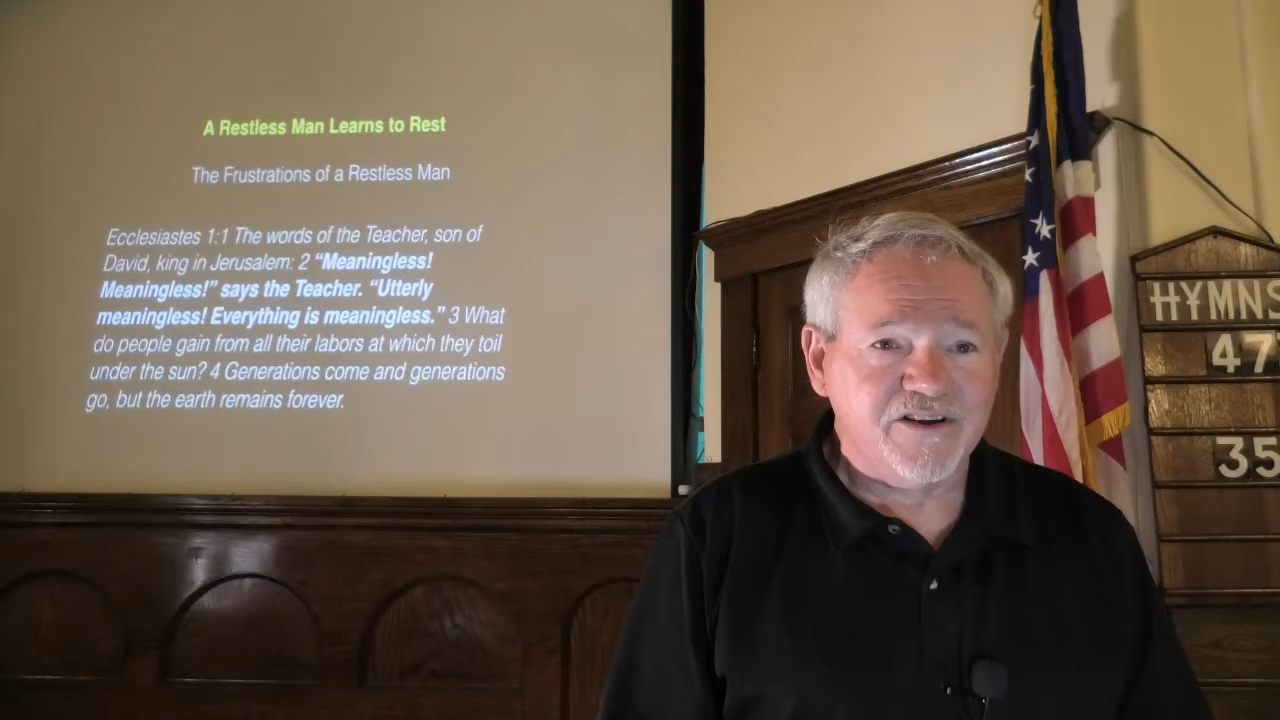 A Restless Man Learns to Rest
The Frustrations of a Restless Man
Ecclesiastes 1:1 The words of the Teacher, son of
David, king in Jerusalem: 2 “Meaningless!
Meaningless!” says the Teacher. “Utterly
meaningless! Everything is meaningless.” 3 What
do people gain from all their labors at which they toil
under the sun? 4 Generations come and generations
go, but the earth remains forever.
HYMNS
47
35